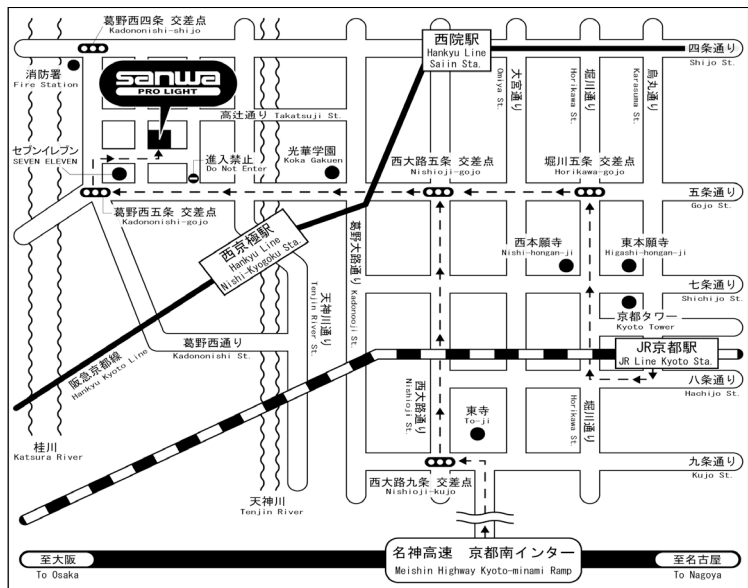 葛野西四条 交差点
Kadononishi-shijo
消防署
Fire Station
sanwa
PRO LIGHT
西院駅
Hankyu Line
Saiin Sta.
四条通り
Shijo St.
大宮通り
Omiya St.
堀川通り
Horikawa St.
烏丸通り
Karasuma St.
高辻通り Takatsuji St.
セブンイレブン
SEVEN ELEVEN
進入禁止
Do Not Enter
光華学園
Koka Gakuen
西大路五条 交差点
Nishioji-gojo
堀川五条 交差点
Horikawa-gojo
五条通り
Gojo St.
葛野西五条 交差点
Kadononishi-gojo
西京極駅
Hankyu Line
Nishi-Kyogoku Sta.
葛野大路通り
Kadonooji St.
西本願寺
Nishi-hongan-ji
東本願寺
Higashi-hongan-ji
七条通り
Shichijo St.
天神川通り
Tenjin River St.
京都タワー
Kyoto Tower
葛野西通り
Kadononishi St.
阪急京都線
Hankyu Kyoto Line
JR京都駅
JR Line Kyoto Sta.
八条通り
Hachijo St.
西大路通り
Nishioji St.
東寺
To-ji
堀川通り
Horikawa St.
桂川
Katsura River
九条通り
Kujo St.
西大路九条 交差点
Nishioji-kujo
天神川
Tenjin River
名神高速 京都南インター
Meishin Highway Kyoto-minami Ramp
至大阪
To Osaka
至名古屋
To Nagoya